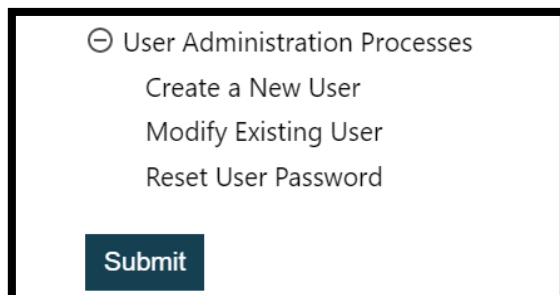 User Administration Processes
Create a New User
Modify Existing User
Reset User Password
Submit